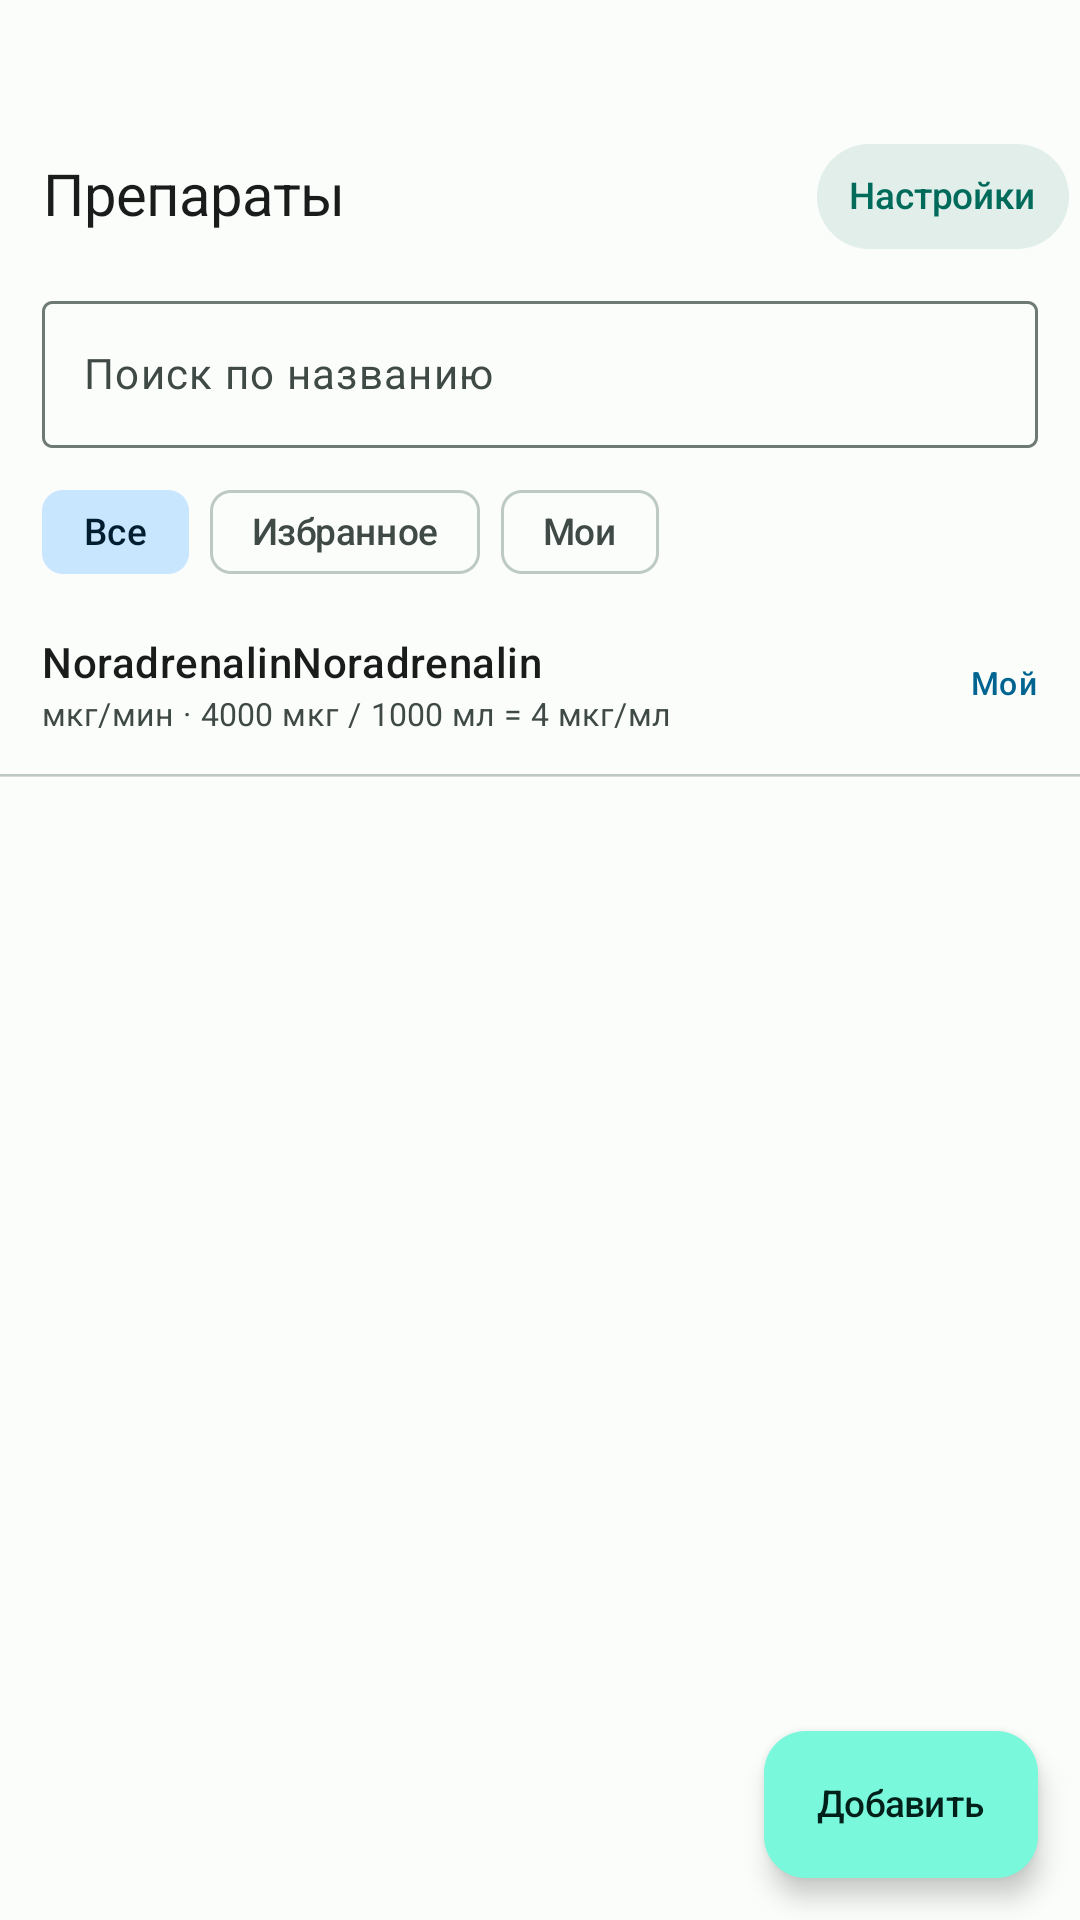 Препараты
Настройки
Поиск по названию
Все
Избранное
Мои
NoradrenalinNoradrenalin
мкг/мин · 4000 мкг / 1000 мл = 4 мкг/мл
Мой
Добавить